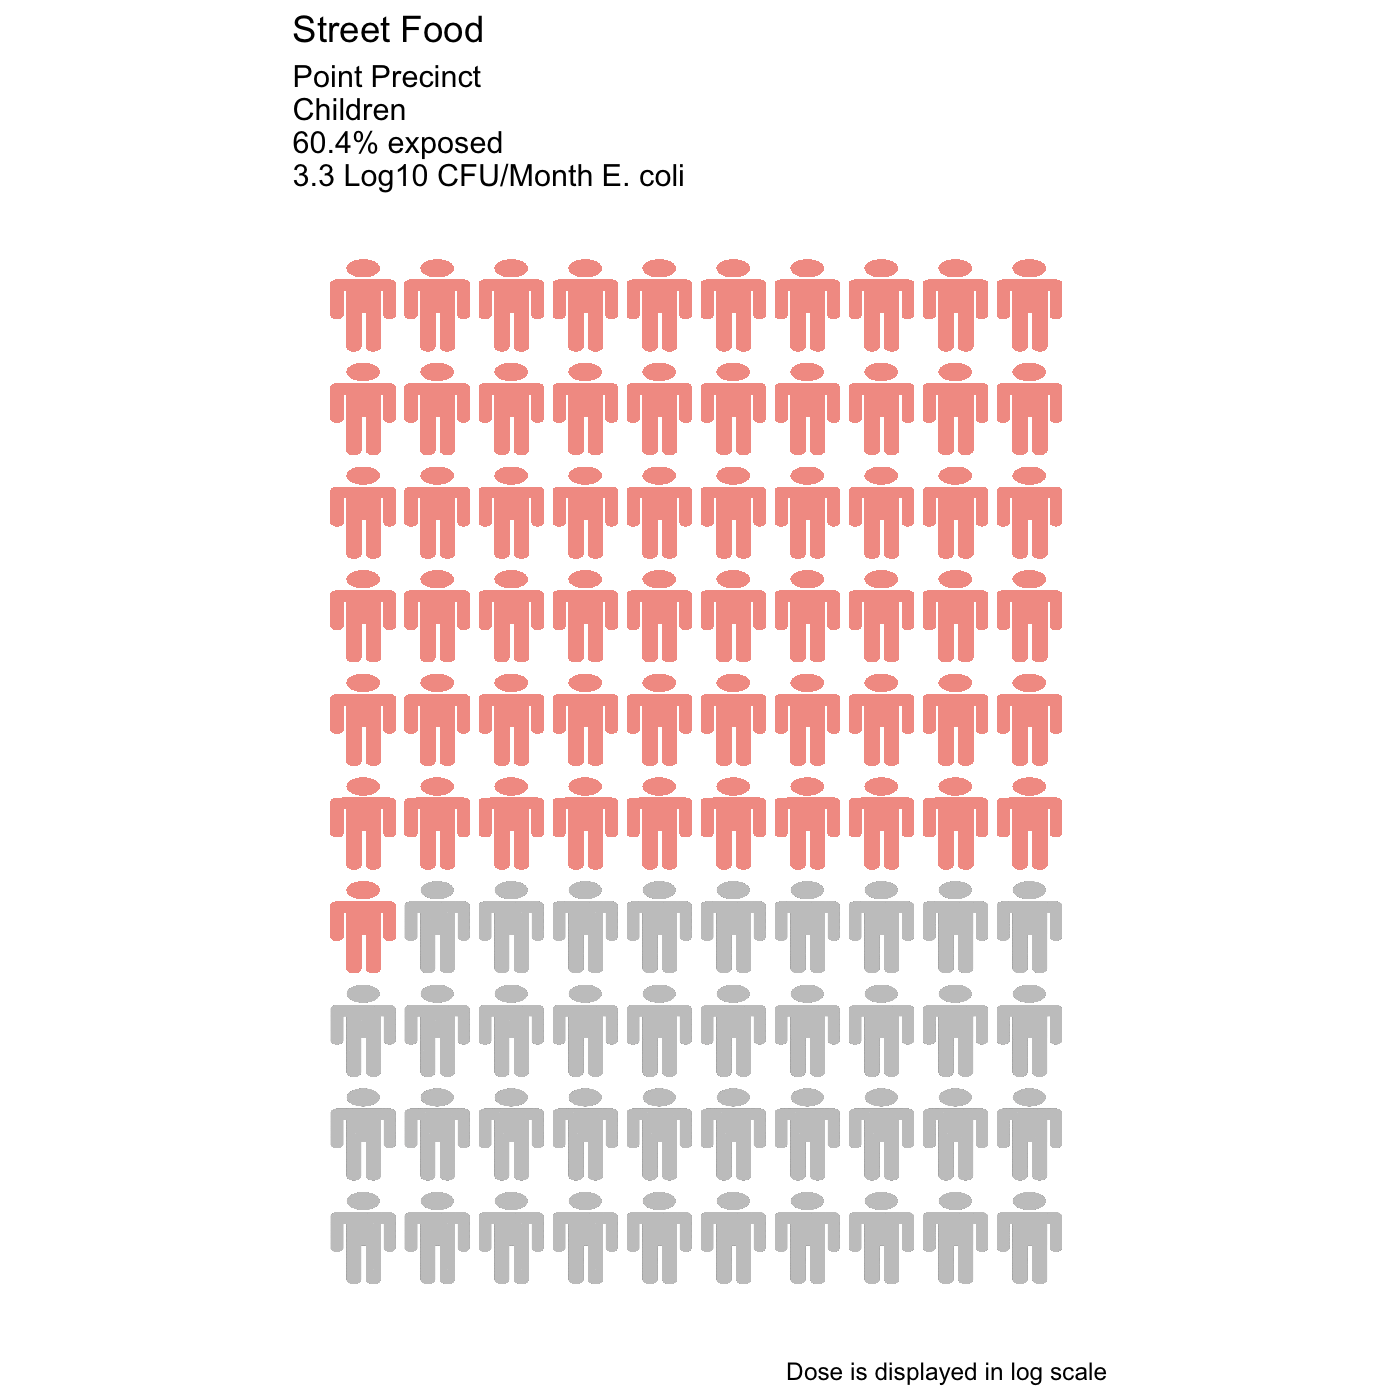 Street Food
Point Precinct
Children
60.4% exposed
3.3 Log10 CFU/Month E. coli
Dose is displayed in log scale